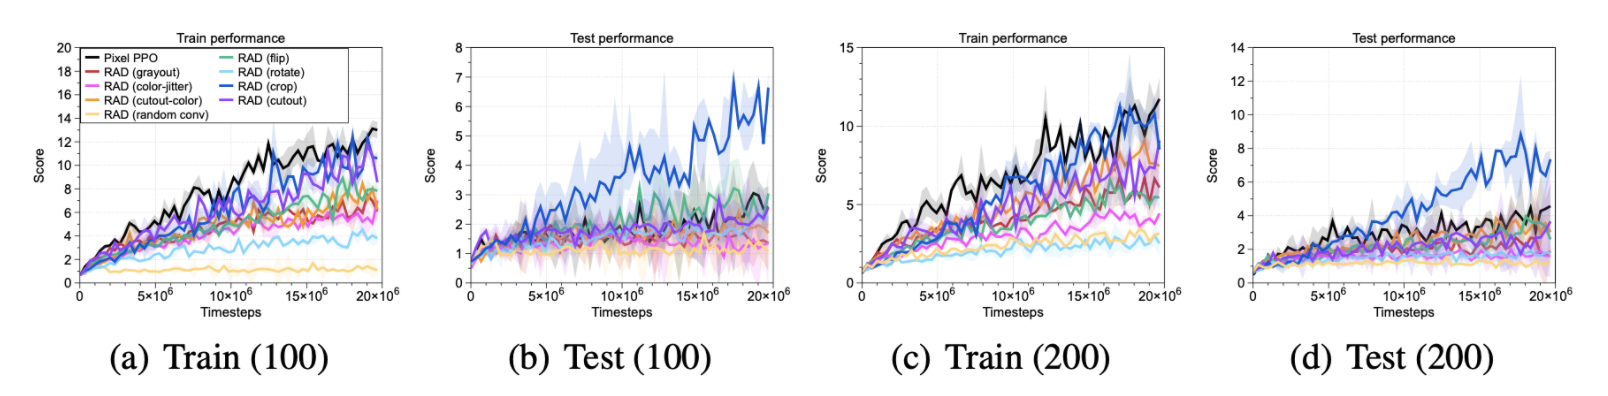 Train performance
Score
20
18
16
14
12
10
8
6
4
2
0
Pixel PPO
RAD (grayout)
RAD (color-jitter)
RAD (cutout-color)
RAD (random conv)
RAD (flip)
RAD (rotate)
RAD (crop)
RAD (cutout)
0 5×10⁶ 10×10⁶ 15×10⁶ 20×10⁶
Timesteps
(a) Train (100)
Test performance
Score
8
7
6
5
4
3
2
1
0
0 5×10⁶ 10×10⁶ 15×10⁶ 20×10⁶
Timesteps
(b) Test (100)
Train performance
Score
15
10
5
0
0 5×10⁶ 10×10⁶ 15×10⁶ 20×10⁶
Timesteps
(c) Train (200)
Test performance
Score
14
12
10
8
6
4
2
0
0 5×10⁶ 10×10⁶ 15×10⁶ 20×10⁶
Timesteps
(d) Test (200)